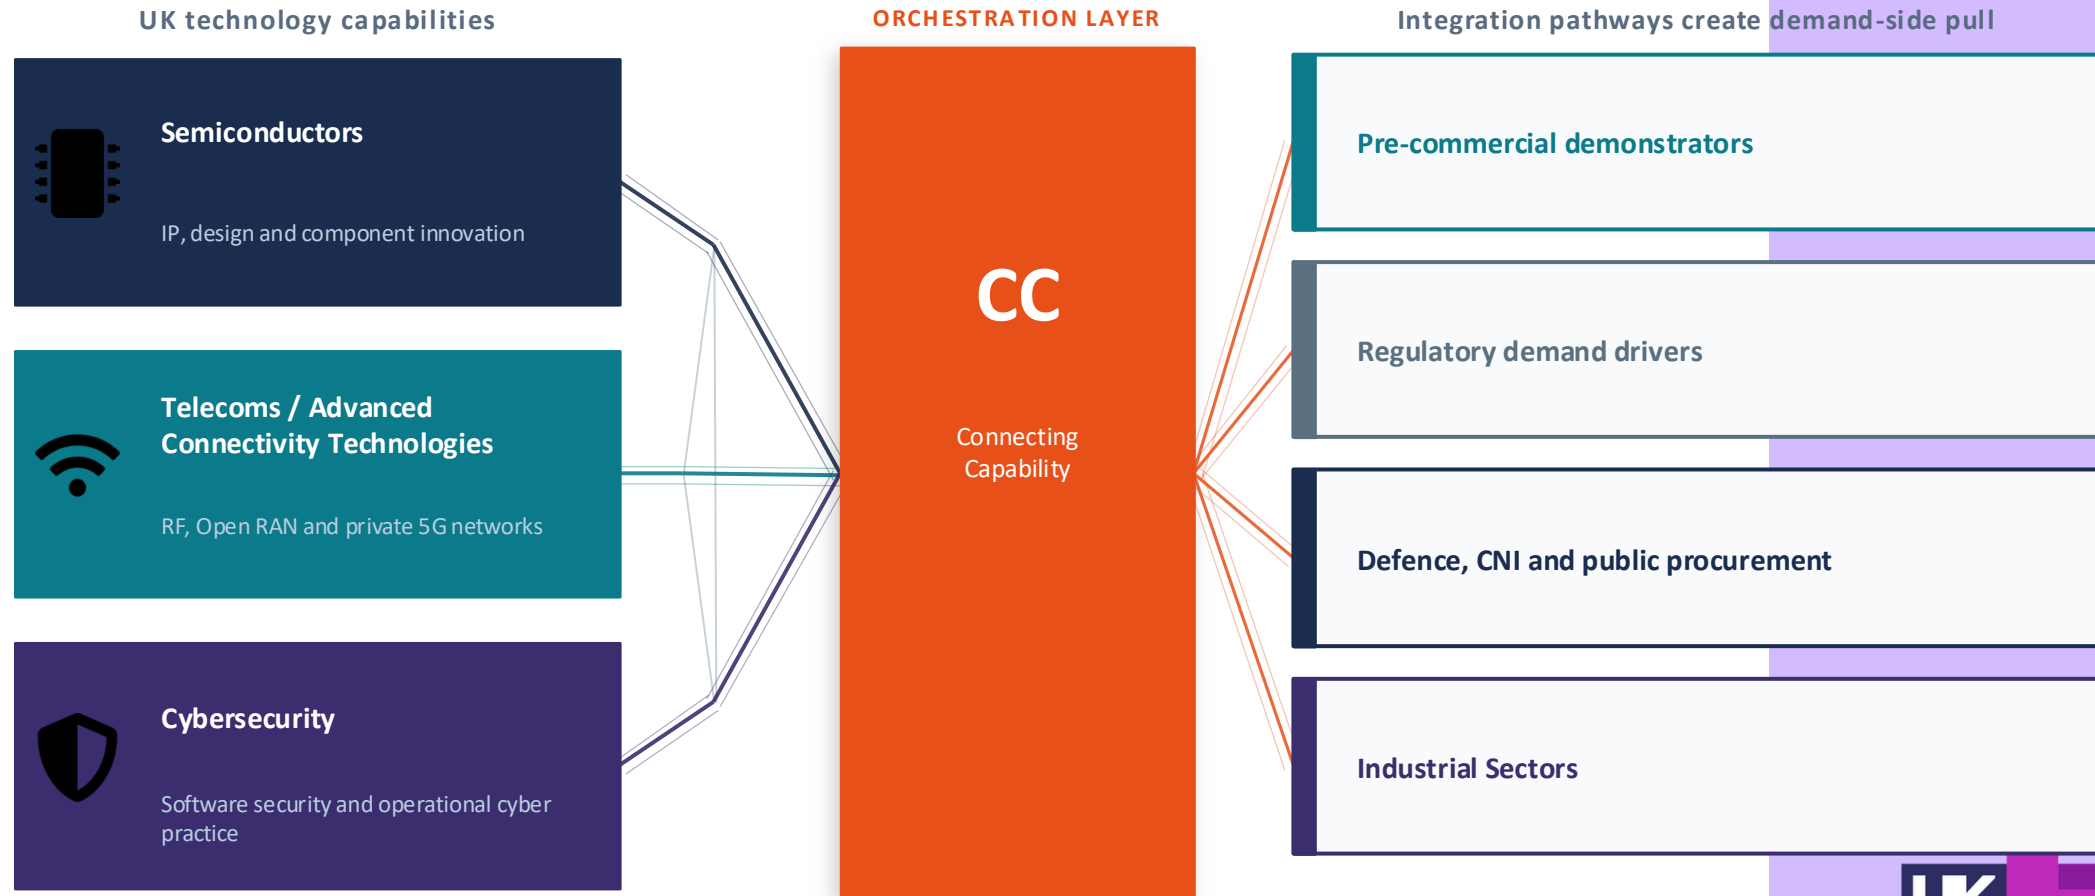 UK technology capabilities
Semiconductors
IP, design and component innovation
Telecoms / Advanced
Connectivity Technologies
RF, Open RAN and private 5G networks
Cybersecurity
Software security and operational cyber
practice
ORCHESTRATION LAYER
CC
Connecting
Capability
Integration pathways create demand-side pull
Pre-commercial demonstrators
Regulatory demand drivers
Defence, CNI and public procurement
Industrial Sectors
UK